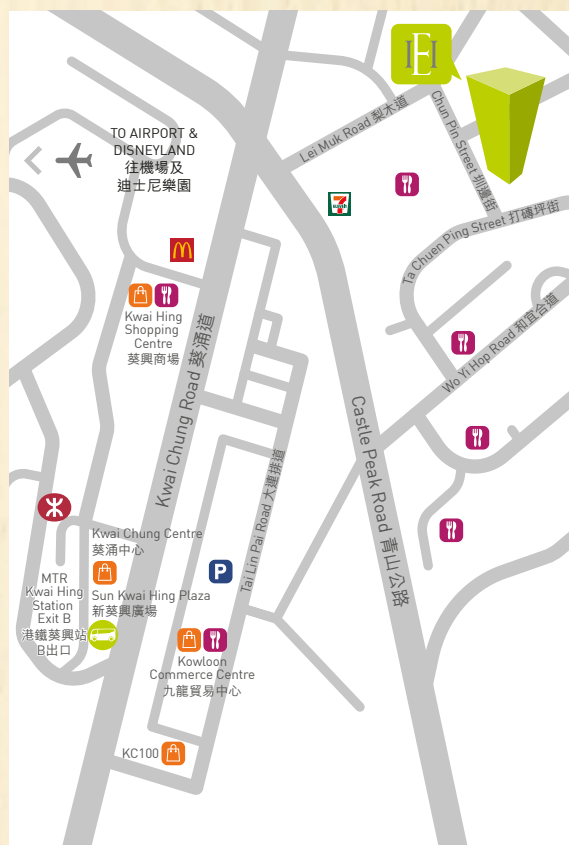 IEI
Lei Muk Road 梨木道
Chun Pin Street 圳邊街
TO AIRPORT &
DISNEYLAND
往機場及
迪士尼樂園
7
ELEVEN
Ta Chuen Ping Street 打磚坪街
Kwai Hing
Shopping
Centre
葵興商場
Wo Yi Hop Road 和宜合道
Kwai Chung Road 葵涌道
Castle Peak Road 青山公路
Tai Lin Pai Road 大連排道
Kwai Chung Centre
葵涌中心
P
MTR
Kwai Hing
Station
Exit B
港鐵葵興站
B出口
Sun Kwai Hing Plaza
新葵興廣場
Kowloon
Commerce Centre
九龍貿易中心
KC100